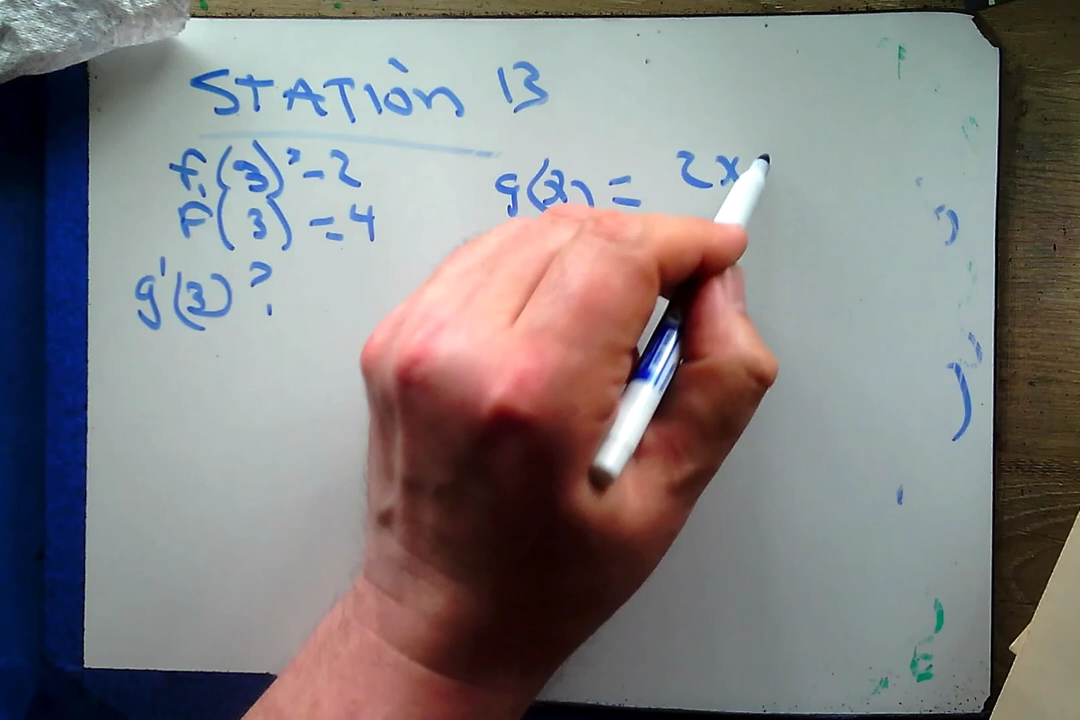 STATIon 13
f(3) = -2
f'(3) = 4
g'(3)?
g(x) = 2x